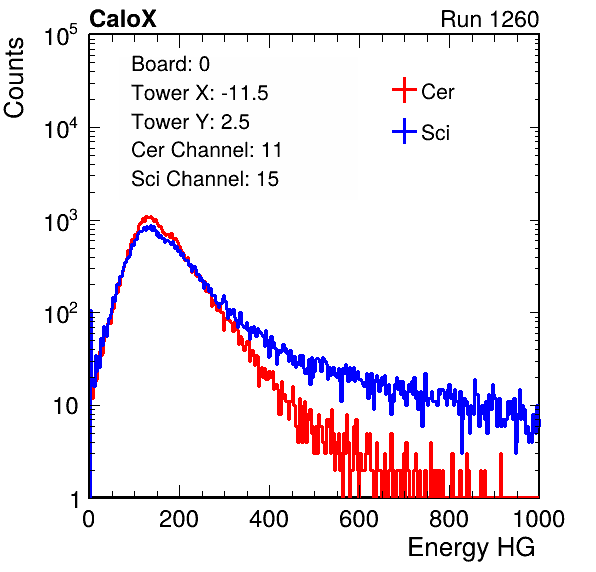 CaloX Run 1260
Counts
Board: 0
Tower X: -11.5
Tower Y: 2.5
Cer Channel: 11
Sci Channel: 15
Cer
Sci
10^5
10^4
10^3
10^2
10
1
0 200 400 600 800 1000
Energy HG